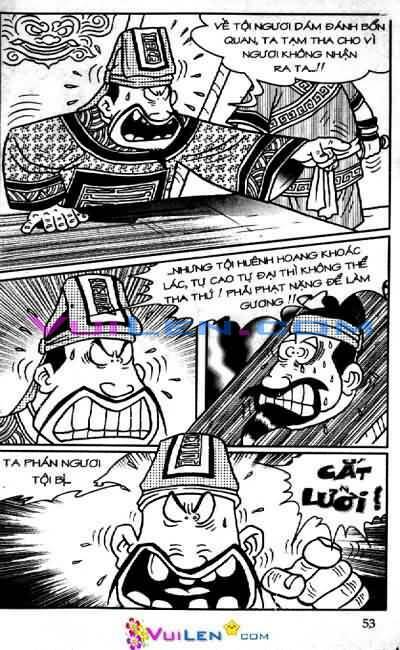 VỀ TỘI NGƯƠI DÁM ĐÁNH BỔN
QUAN, TA TẠM THA CHO VÌ
NGƯƠI KHÔNG NHẬN
RA TA...!!
...NHƯNG TỘI HUÊNH HOANG KHOÁC
LÁC, TỰ CAO TỰ ĐẠI THÌ KHÔNG THỂ
THA THỨ! PHẢI PHẠT NẶNG ĐỂ LÀM
GƯƠNG!!
VuiLen.com
TA PHÁN NGƯƠI
TỘI BỊ...
CẮT
LƯỠI!
53
VuiLen.com